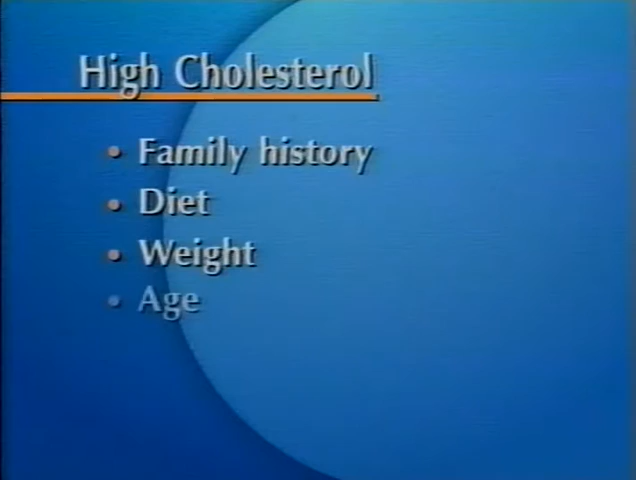 High Cholesterol
• Family history
• Diet
• Weight
• Age